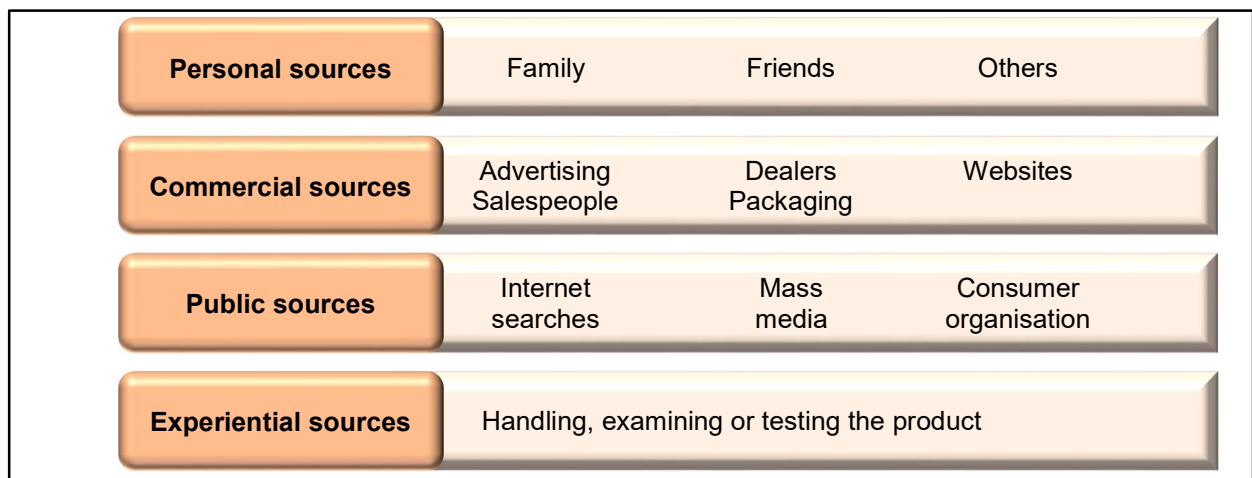 Personal sources
Family Friends Others
Commercial sources
Advertising Dealers Websites
Salespeople Packaging
Public sources
Internet Mass Consumer
searches media organisation
Experiential sources
Handling, examining or testing the product